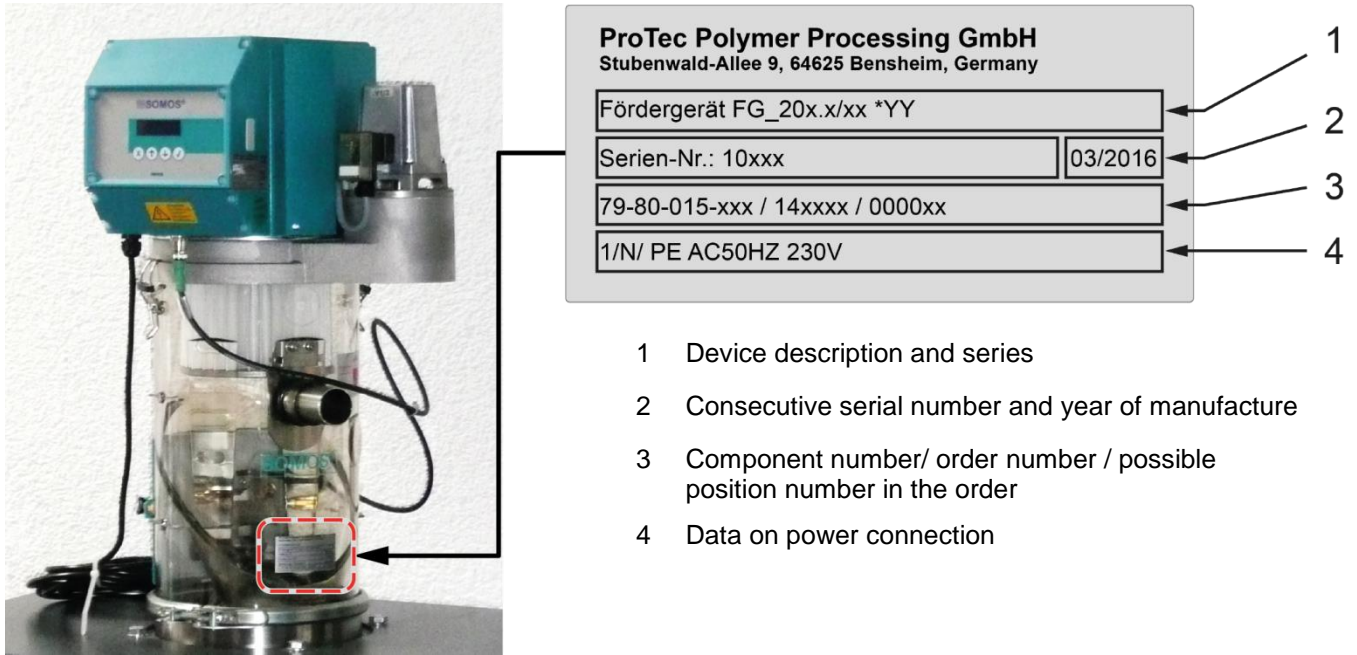 SOMOS®
SOMOS
ProTec Polymer Processing GmbH
Stubenwald-Allee 9, 64625 Bensheim, Germany
Fördergerät FG_20x.x/xx *YY
1
Serien-Nr.: 10xxx
03/2016
2
79-80-015-xxx / 14xxxx / 0000xx
3
1/N/ PE AC50HZ 230V
4
1 Device description and series
2 Consecutive serial number and year of manufacture
3 Component number/ order number / possible
position number in the order
4 Data on power connection